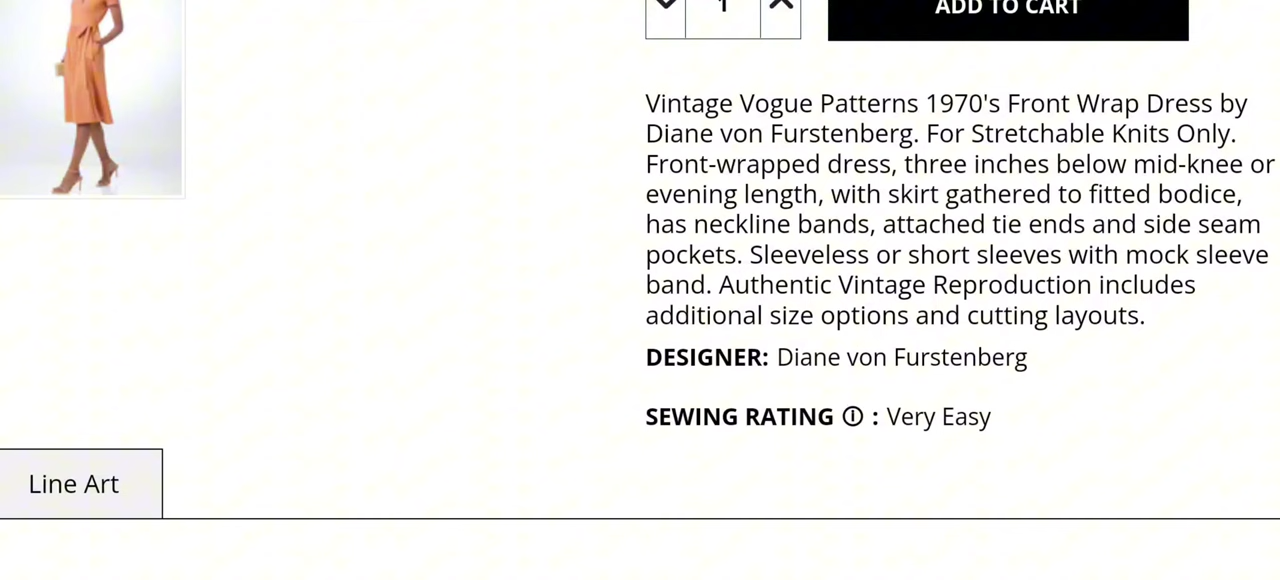 1
ADD TO CART
Vintage Vogue Patterns 1970's Front Wrap Dress by
Diane von Furstenberg. For Stretchable Knits Only.
Front-wrapped dress, three inches below mid-knee or
evening length, with skirt gathered to fitted bodice,
has neckline bands, attached tie ends and side seam
pockets. Sleeveless or short sleeves with mock sleeve
band. Authentic Vintage Reproduction includes
additional size options and cutting layouts.
DESIGNER: Diane von Furstenberg
SEWING RATING ⓘ : Very Easy
Line Art